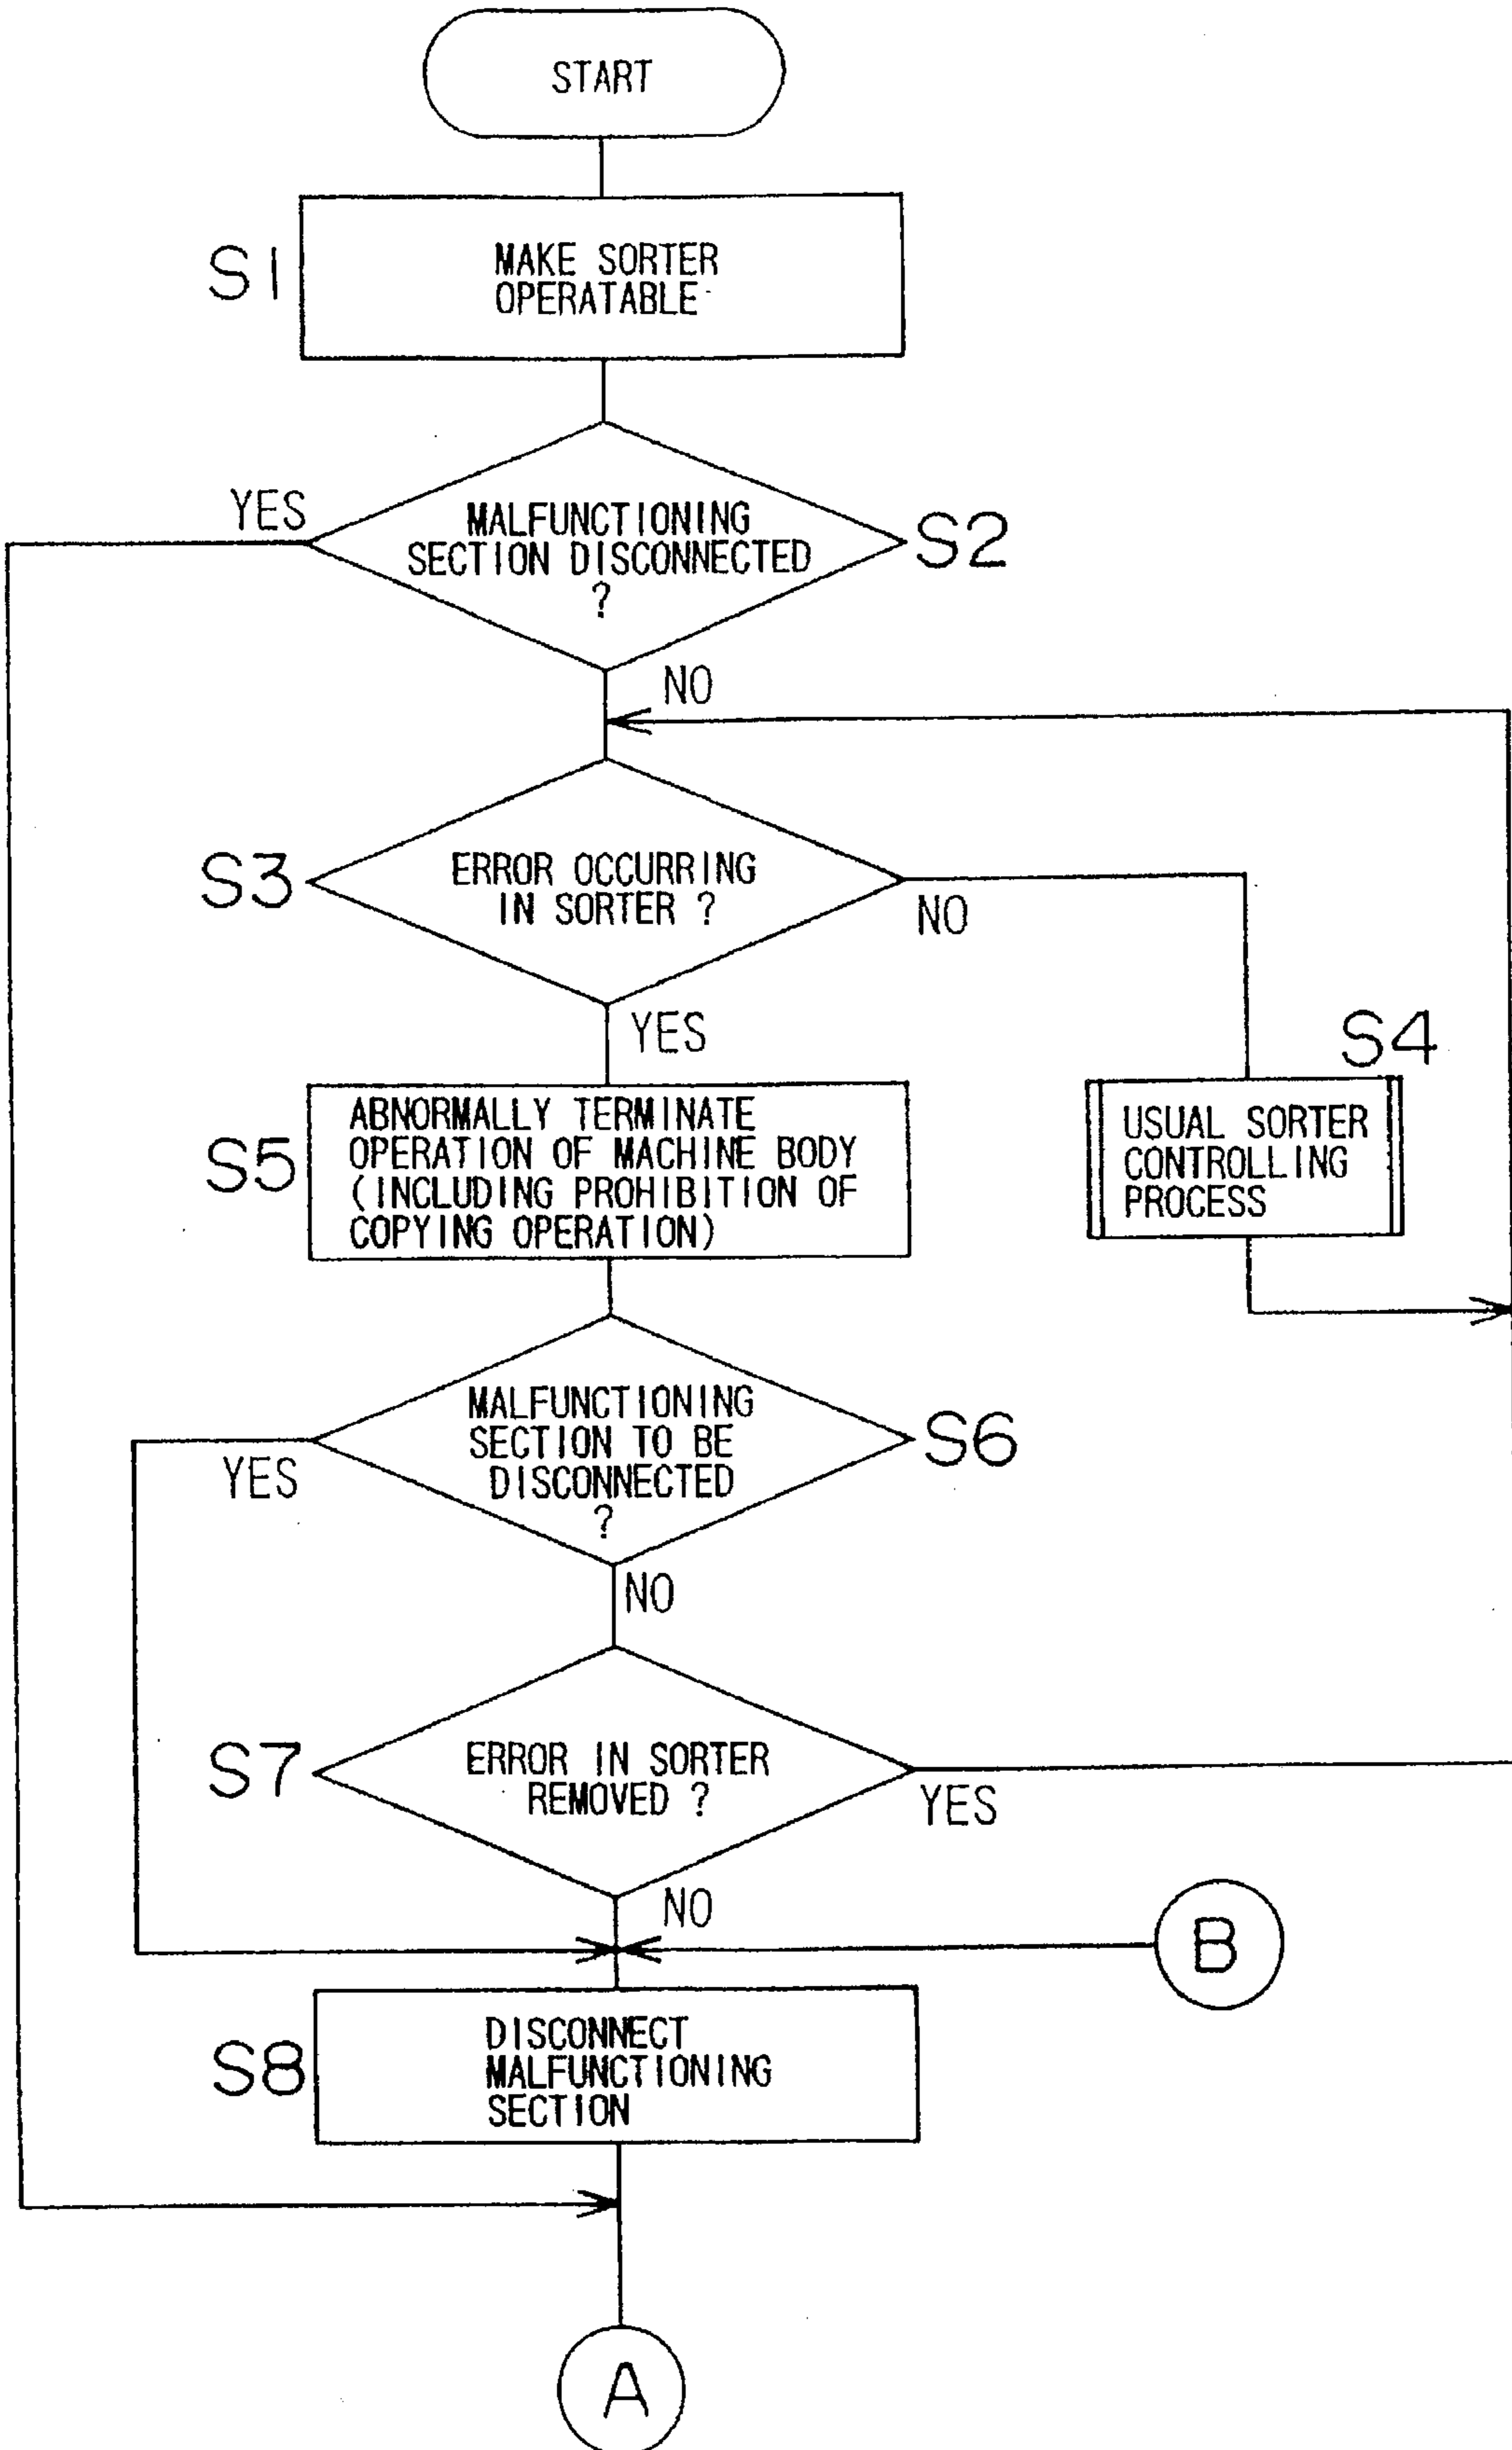 START
S1
MAKE SORTER
OPERATABLE
YES
MALFUNCTIONING
SECTION DISCONNECTED
?
S2
NO
S3
ERROR OCCURRING
IN SORTER ?
NO
YES
S4
USUAL SORTER
CONTROLLING
PROCESS
S5
ABNORMALLY TERMINATE
OPERATION OF MACHINE BODY
(INCLUDING PROHIBITION OF
COPYING OPERATION)
MALFUNCTIONING
SECTION TO BE
DISCONNECTED
?
S6
YES
NO
S7
ERROR IN SORTER
REMOVED ?
YES
NO
B
S8
DISCONNECT
MALFUNCTIONING
SECTION
A